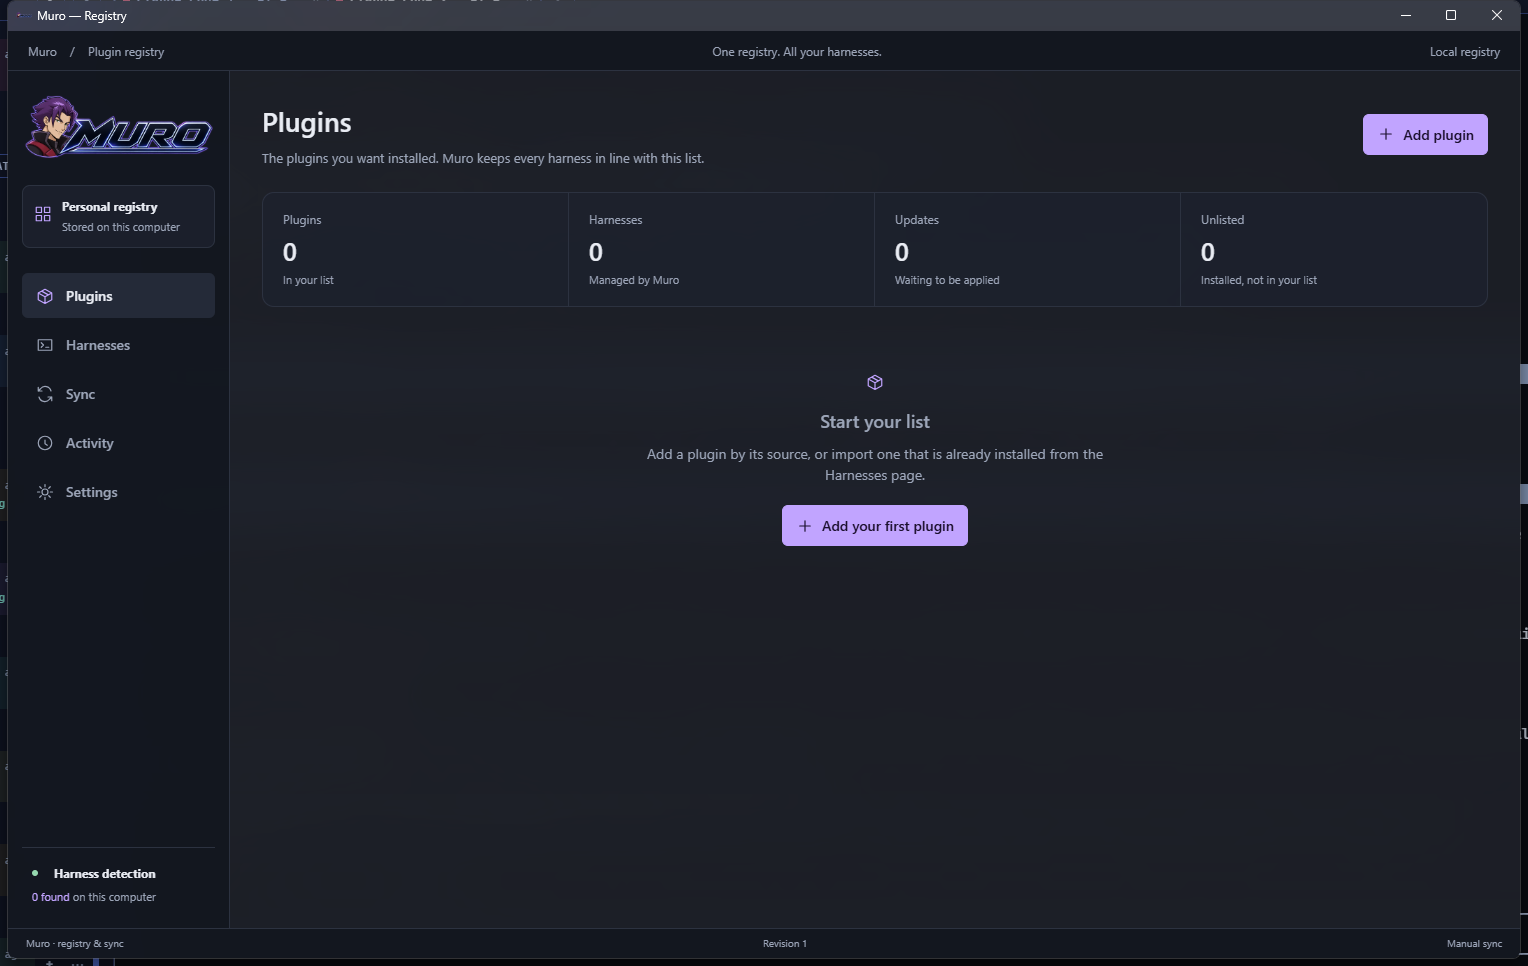 Muro — Registry
Muro / Plugin registry
One registry. All your harnesses.
Local registry
MURO
Personal registry
Stored on this computer
Plugins
Harnesses
Sync
Activity
Settings
Harness detection
0 found on this computer
Plugins
The plugins you want installed. Muro keeps every harness in line with this list.
Add plugin
Plugins
0
In your list
Harnesses
0
Managed by Muro
Updates
0
Waiting to be applied
Unlisted
0
Installed, not in your list
Start your list
Add a plugin by its source, or import one that is already installed from the
Harnesses page.
Add your first plugin
Muro · registry & sync
Revision 1
Manual sync